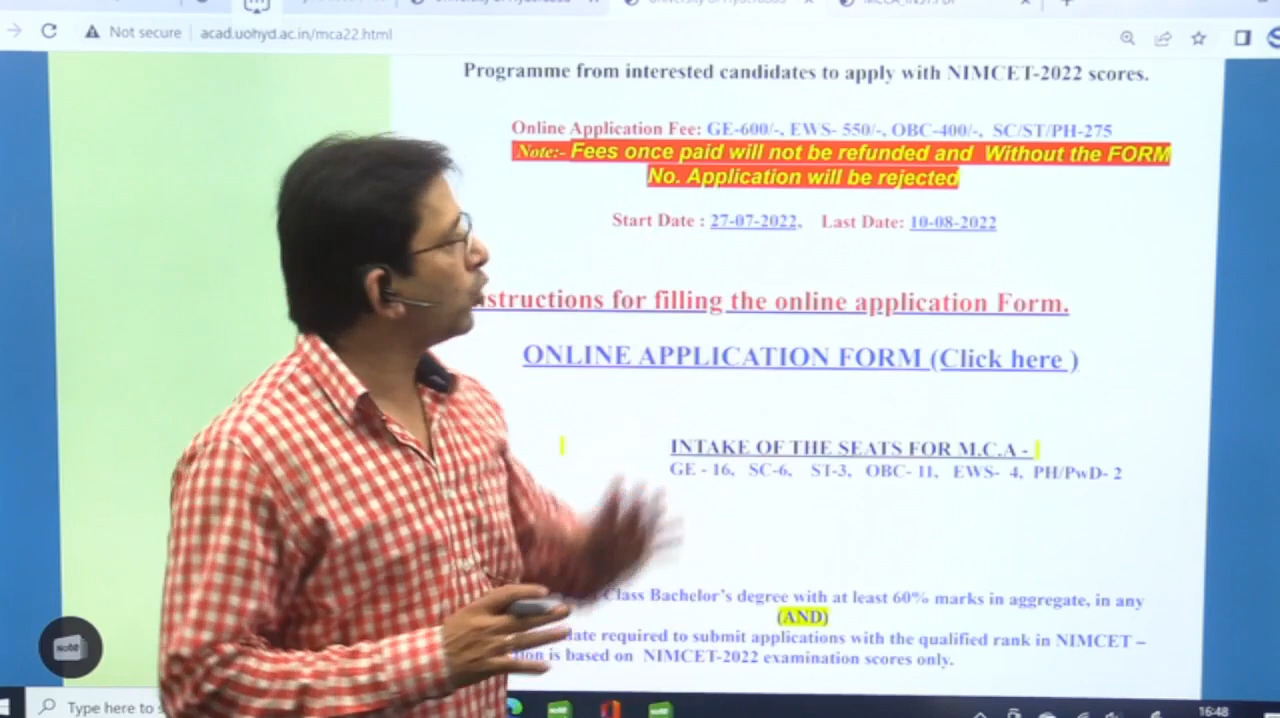 Not secure acad.uohyd.ac.in/mca22.html
Programme from interested candidates to apply with NIMCET-2022 scores.
Online Application Fee: GE-600/-, EWS- 550/-, OBC-400/-, SC/ST/PH-275
Note:- Fees once paid will not be refunded and Without the FORM
No. Application will be rejected
Start Date : 27-07-2022, Last Date: 10-08-2022
structions for filling the online application Form.
ONLINE APPLICATION FORM (Click here )
INTAKE OF THE SEATS FOR M.C.A -
GE - 16, SC-6, ST-3, OBC- 11, EWS- 4, PH/PwD- 2
Class Bachelor's degree with at least 60% marks in aggregate, in any
(AND)
date required to submit applications with the qualified rank in NIMCET –
tion is based on NIMCET-2022 examination scores only.
Type here to s
16:48